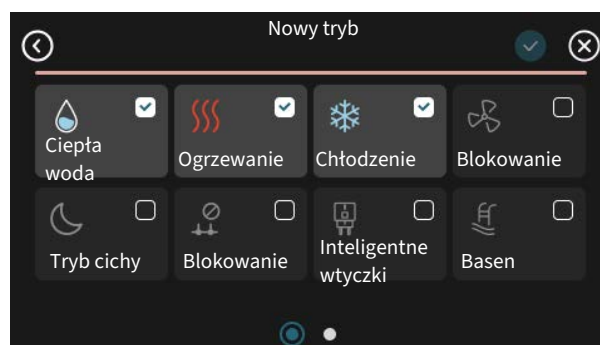 Nowy tryb
Ciepła
woda
Ogrzewanie
Chłodzenie
Blokowanie
Tryb cichy
Blokowanie
Inteligentne
wtyczki
Basen